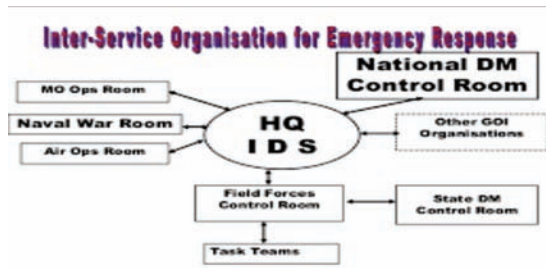 Inter-Service Organisation for Emergency Response
National DM
Control Room
MO Ops Room
Naval War Room
Air Ops Room
HQ
I D S
Other GOI
Organisations
Field Forces
Control Room
State DM
Control Room
Task Teams